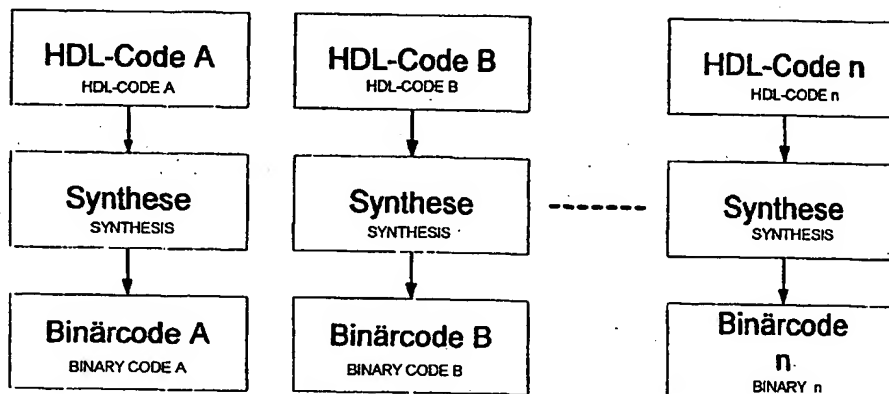 HDL-Code A
HDL-CODE A
HDL-Code B
HDL-CODE B
HDL-Code n
HDL-CODE n
Synthese
SYNTHESIS
Synthese
SYNTHESIS
Synthese
SYNTHESIS
Binärcode A
BINARY CODE A
Binärcode B
BINARY CODE B
Binärcode
n
BINARY n